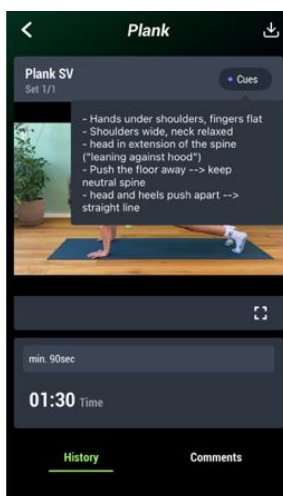 Plank
Plank SV
Set 1/1
Cues
- Hands under shoulders, fingers flat
- Shoulders wide, neck relaxed
- head in extension of the spine
("leaning against hood")
- Push the floor away --> keep
neutral spine
- head and heels push apart -->
straight line
min. 90sec
01:30 Time
History
Comments